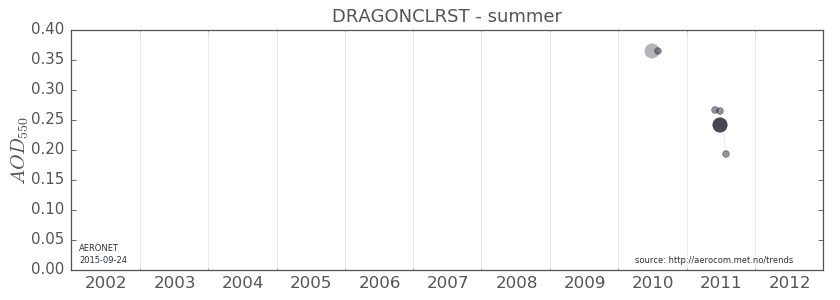 DRAGONCLRST - summer
0.40
0.35
0.30
0.25
0.20
0.15
0.10
0.05
0.00
AOD550
AERONET
2015-09-24
source: http://aerocom.met.no/trends
2002 2003 2004 2005 2006 2007 2008 2009 2010 2011 2012